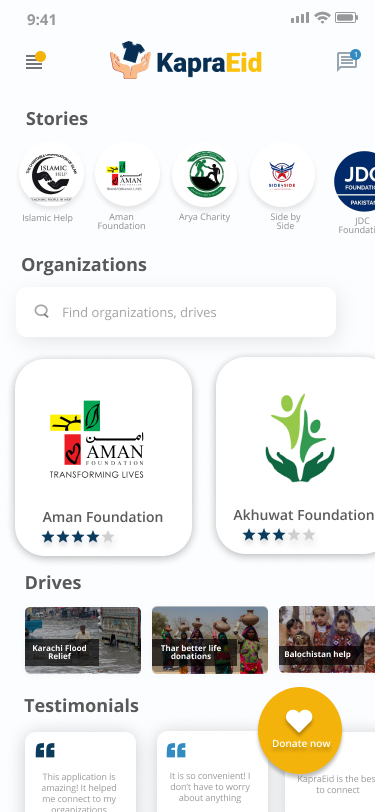 9:41
KapraEid
1
Stories
ISLAMIC
HELP
AMAN
FOUNDATION
SIDE BY SIDE
JDC
FOUNDATIO
PAKISTAN
Islamic Help
Aman
Foundation
Arya Charity
Side by
Side
JDC
Foundati
Organizations
Find organizations, drives
امن
AMAN
FOUNDATION
TRANSFORMING LIVES
Aman Foundation
Akhuwat Foundation
Drives
Karachi Flood
Relief
Thar better life
donations
Balochistan help
Testimonials
Donate now
This application is
amazing! It helped
me connect to my
organizations
It is so convenient! I
don't have to worry
about anything
KapraEid is the bes
to connect